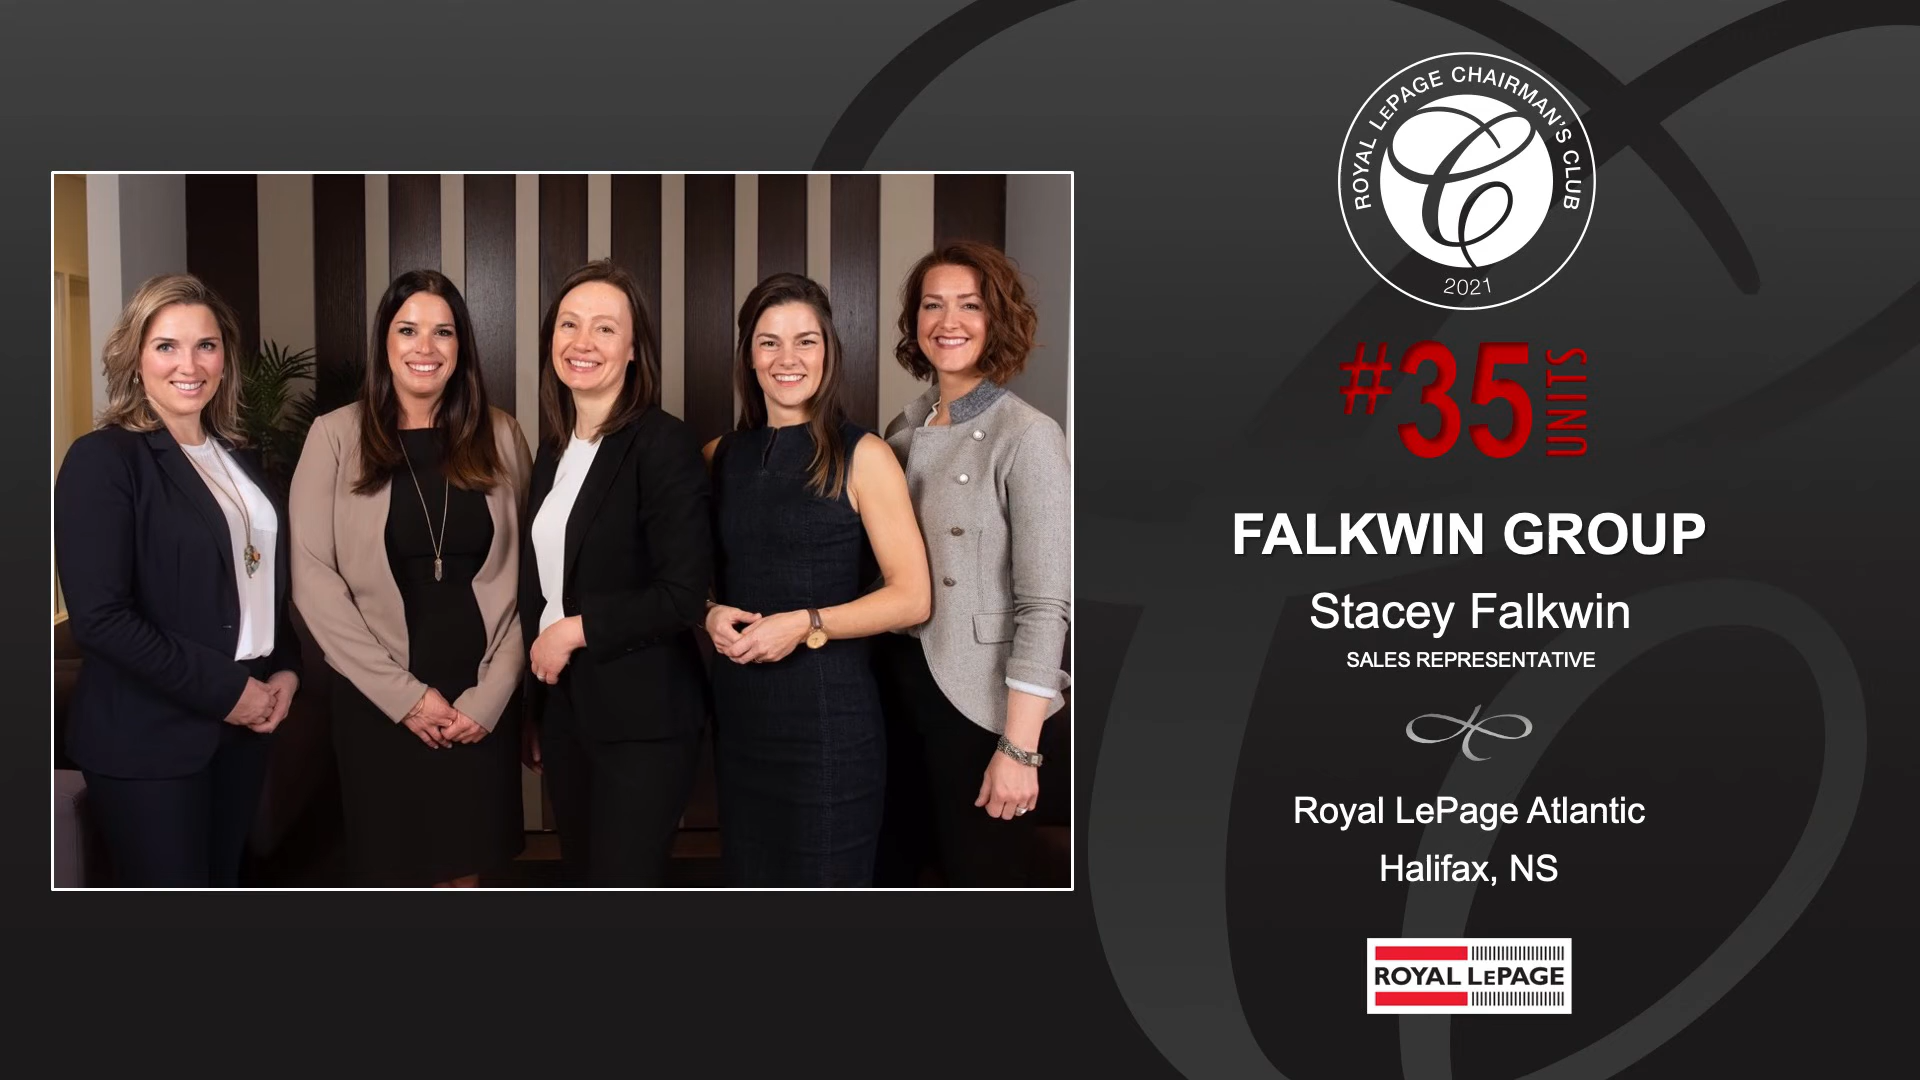 ROYAL LEPAGE CHAIRMAN'S CLUB
2021
#35 UNITS
FALKWIN GROUP
Stacey Falkwin
SALES REPRESENTATIVE
Royal LePage Atlantic
Halifax, NS
ROYAL LEPAGE